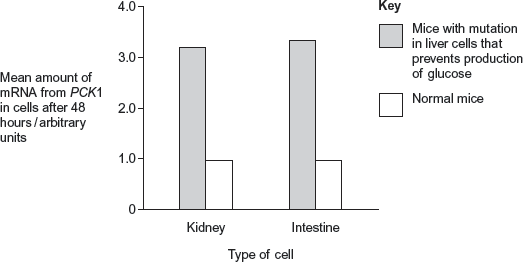 Key
Mice with mutation
in liver cells that
prevents production
of glucose
Normal mice
Mean amount of
mRNA from PCK1
in cells after 48
hours / arbitrary
units
4.0
3.0
2.0
1.0
0
Kidney
Intestine
Type of cell